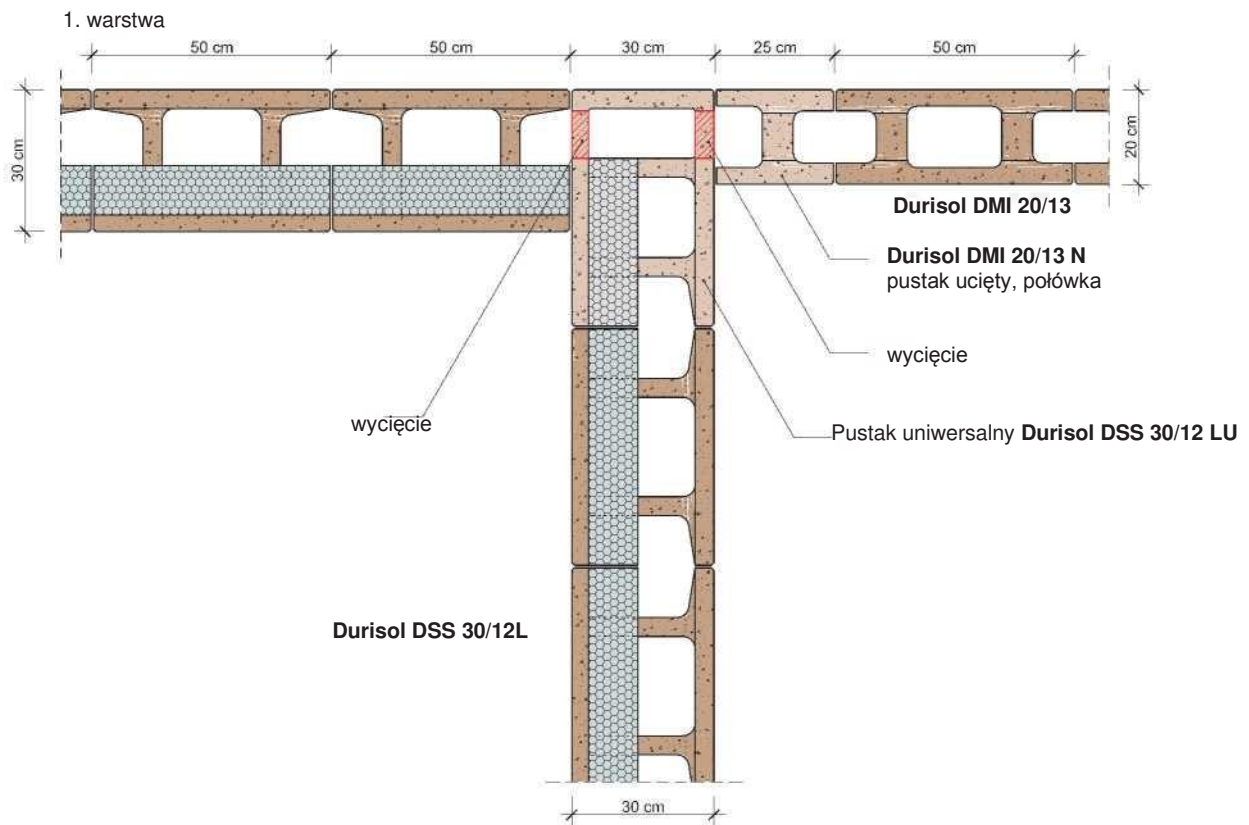 1. warstwa
50 cm
50 cm
30 cm
25 cm
50 cm
30 cm
20 cm
Durisol DMI 20/13
Durisol DMI 20/13 N
pustak ucięty, połówka
wycięcie
wycięcie
Pustak uniwersalny Durisol DSS 30/12 LU
Durisol DSS 30/12L
30 cm